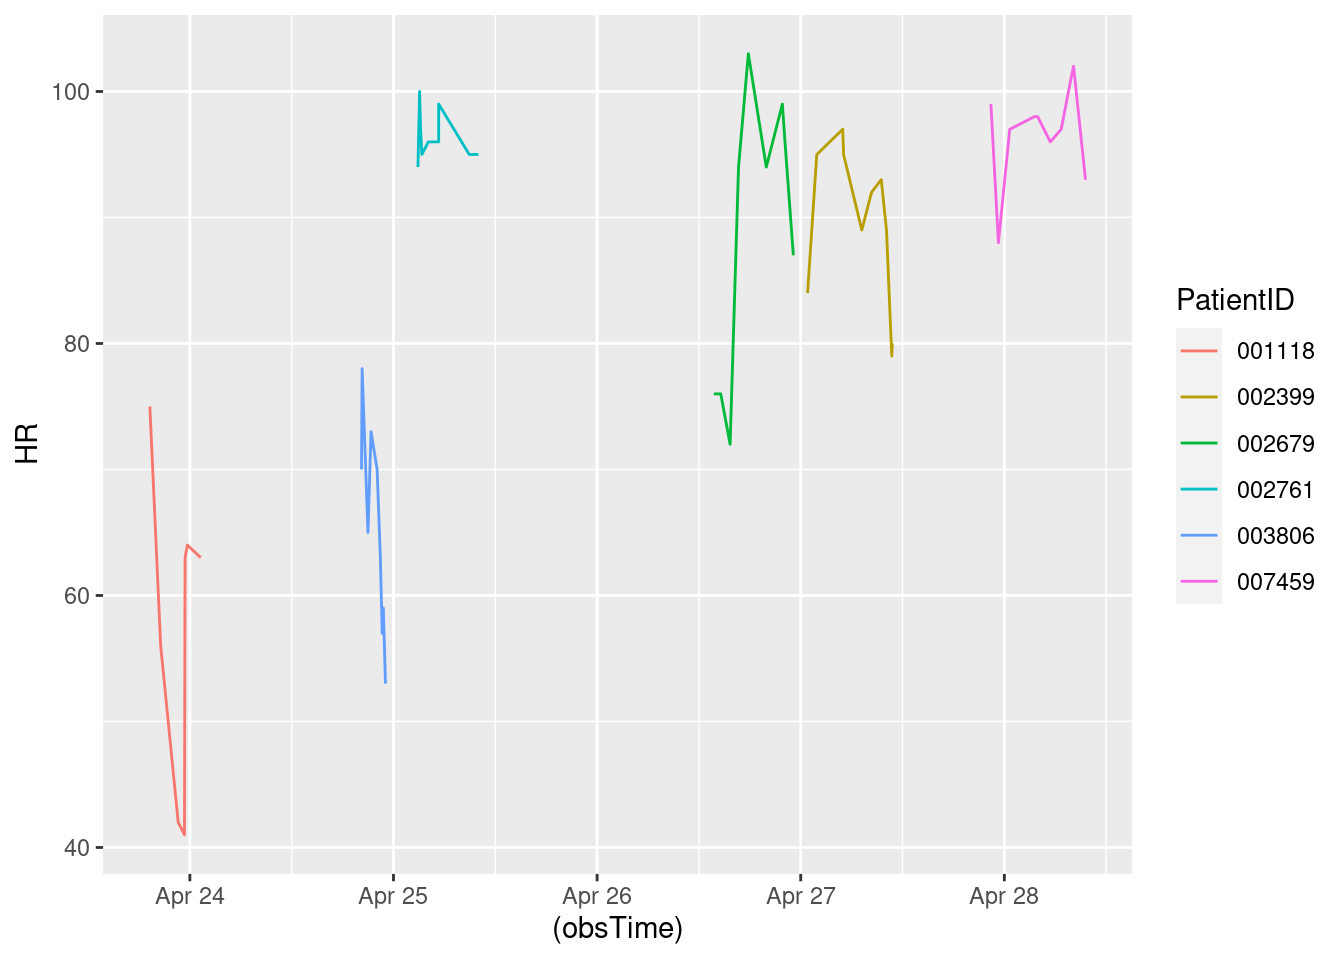 100
80
60
40
HR
Apr 24
Apr 25
Apr 26
Apr 27
Apr 28
(obsTime)
PatientID
001118
002399
002679
002761
003806
007459